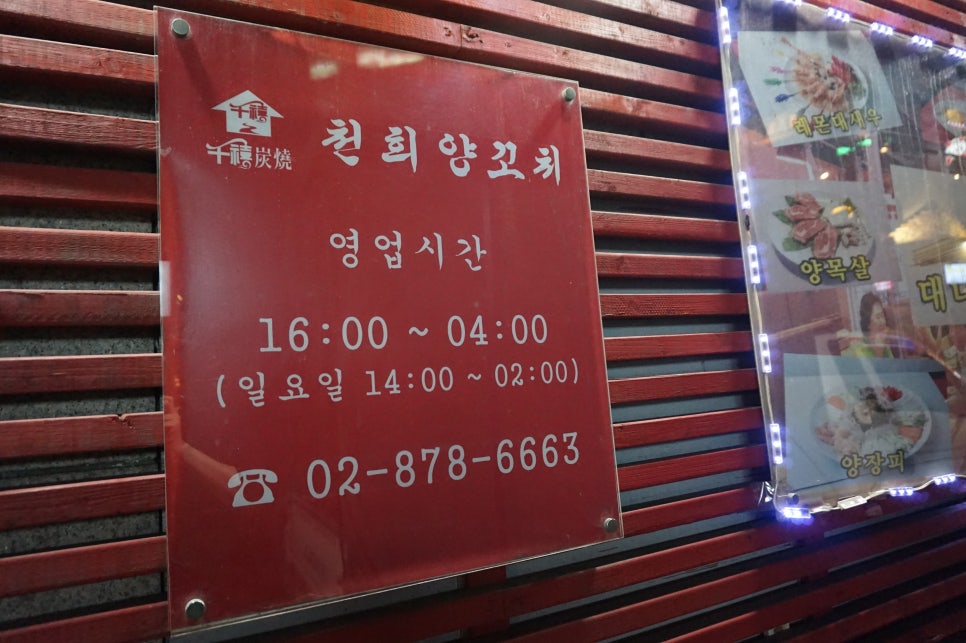 千禧
千禧炭燒
천희양꼬치
영업시간
16:00 ~ 04:00
(일요일 14:00 ~ 02:00)
02-878-6663
레몬대새우
양목살
양장피